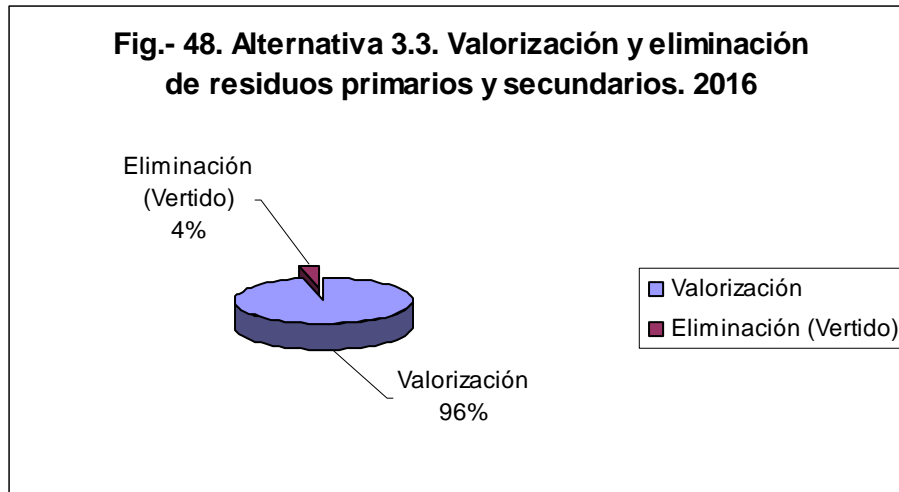 Fig.- 48. Alternativa 3.3. Valorización y eliminación
de residuos primarios y secundarios. 2016
Eliminación
(Vertido)
4%
Valorización
96%
Valorización
Eliminación (Vertido)